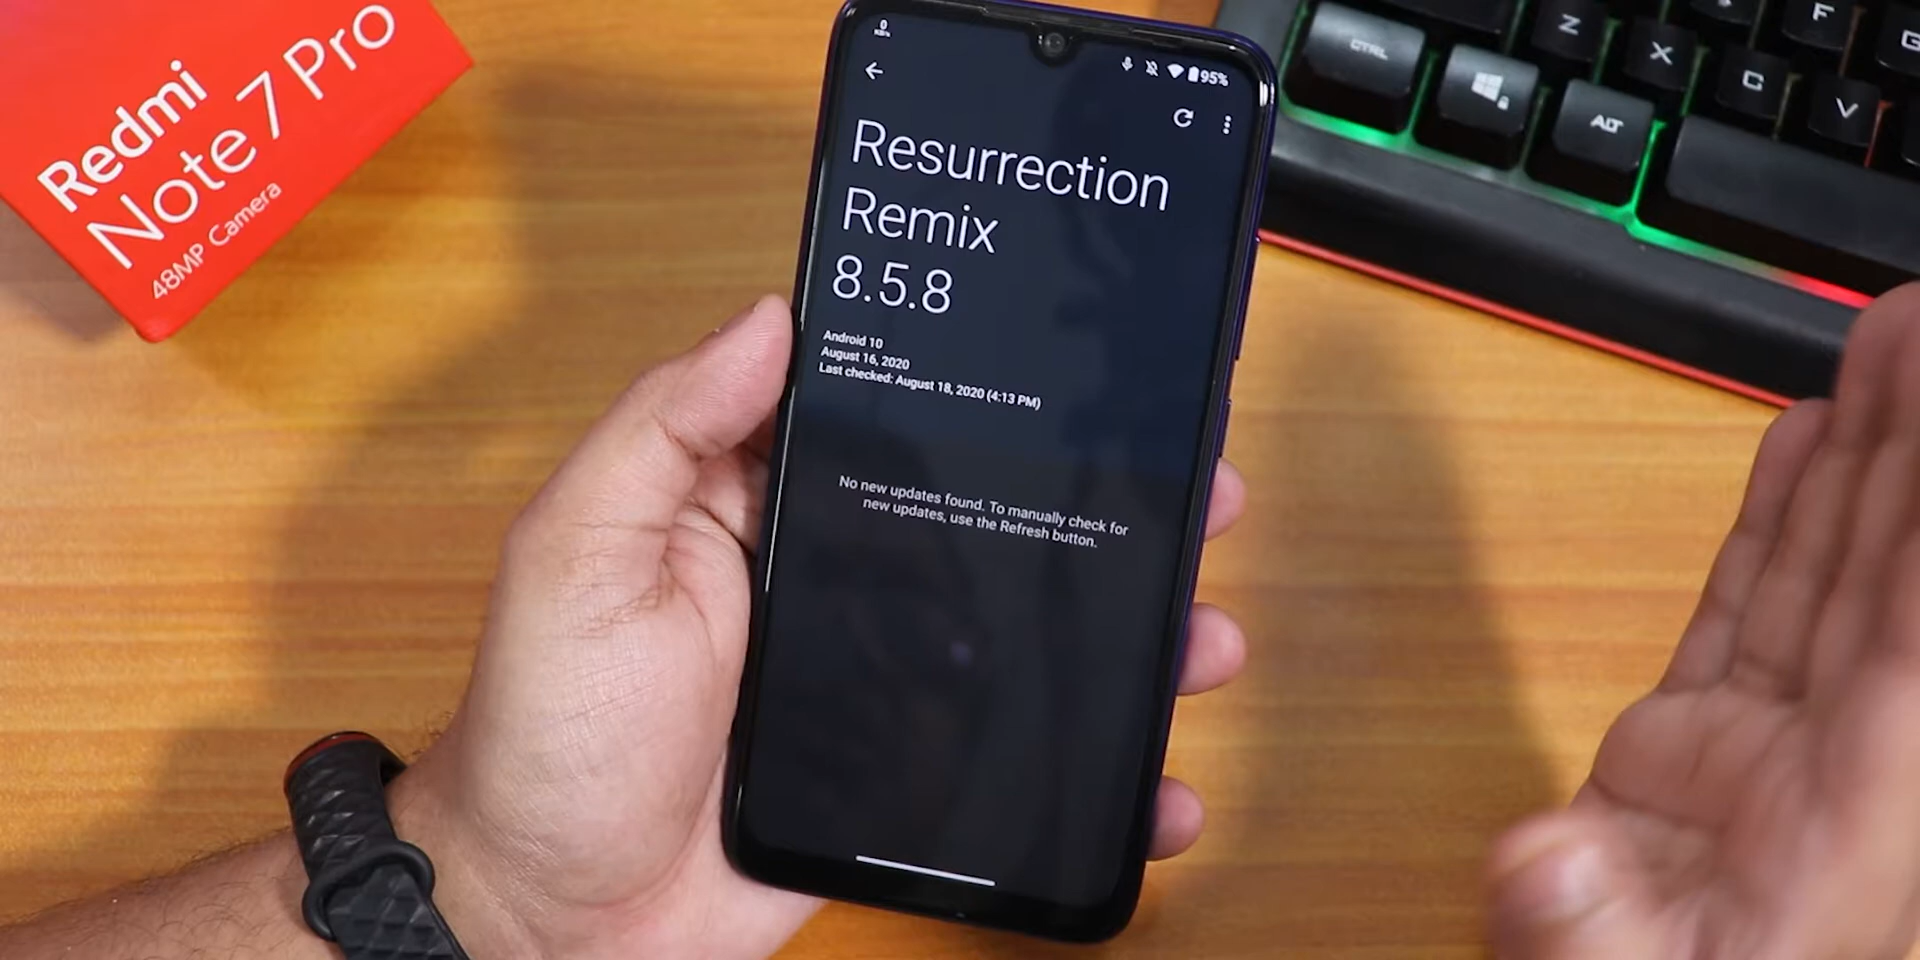 Redmi
Note 7 Pro
48MP Camera
0
KB/s
95%
Resurrection
Remix
8.5.8
Android 10
August 16, 2020
Last checked: August 18, 2020 (4:13 PM)
No new updates found. To manually check for
new updates, use the Refresh button.
CTRL
ALT
Z
X
C
V
F
G